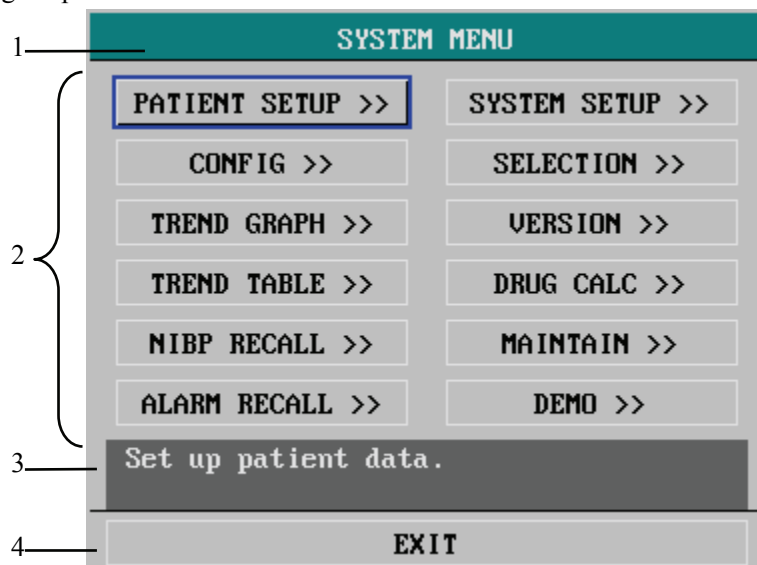 1 SYSTEM MENU
PATIENT SETUP >> SYSTEM SETUP >>
CONFIG >> SELECTION >>
TREND GRAPH >> VERSION >>
2
TREND TABLE >> DRUG CALC >>
NIBP RECALL >> MAINTAIN >>
ALARM RECALL >> DEMO >>
3 Set up patient data.
4 EXIT